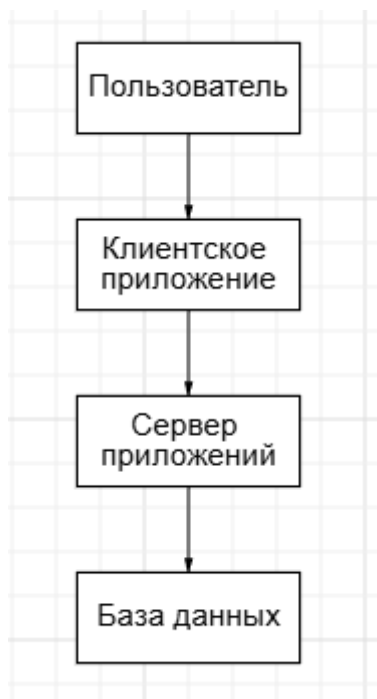 Пользователь
Клиентское
приложение
Сервер
приложений
База данных